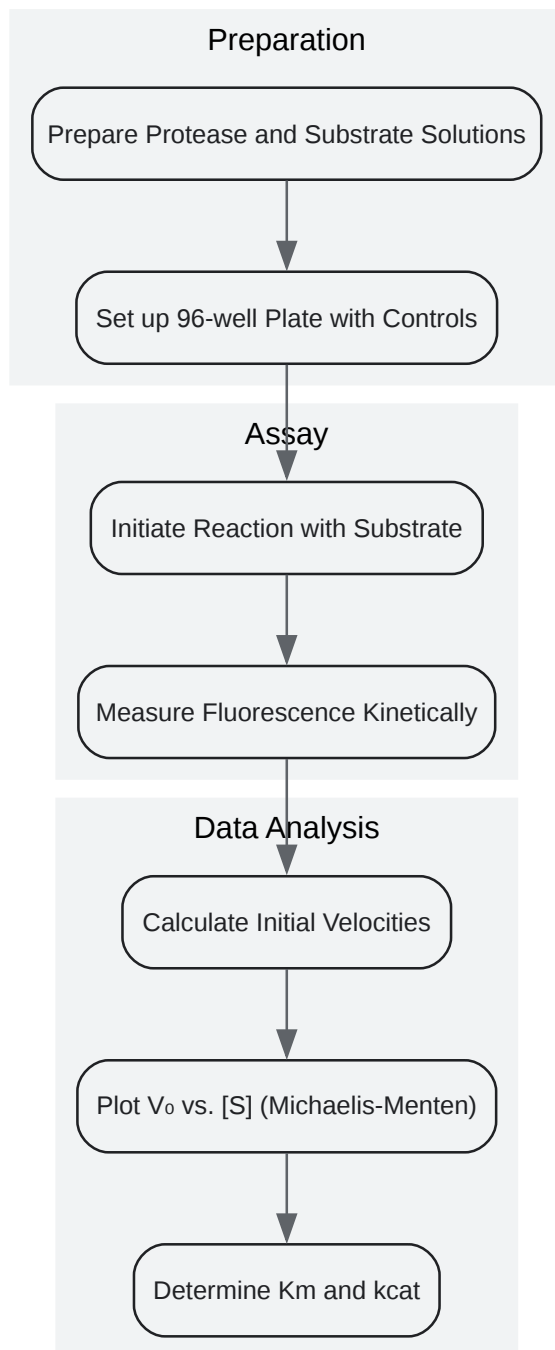 Preparation
Prepare Protease and Substrate Solutions
Set up 96-well Plate with Controls
Assay
Initiate Reaction with Substrate
Measure Fluorescence Kinetically
Data Analysis
Calculate Initial Velocities
Plot V₀ vs. [S] (Michaelis-Menten)
Determine Km and kcat